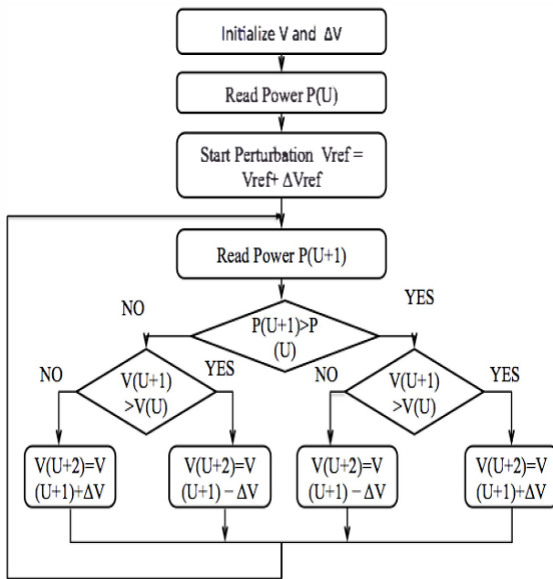 Initialize V and ΔV
Read Power P(U)
Start Perturbation Vref =
Vref+ ΔVref
Read Power P(U+1)
NO
YES
P(U+1)>P
(U)
NO
V(U+1)
>V(U)
YES
NO
V(U+1)
>V(U)
YES
V(U+2)=V
(U+1)+ΔV
V(U+2)=V
(U+1)−ΔV
V(U+2)=V
(U+1)−ΔV
V(U+2)=V
(U+1)+ΔV